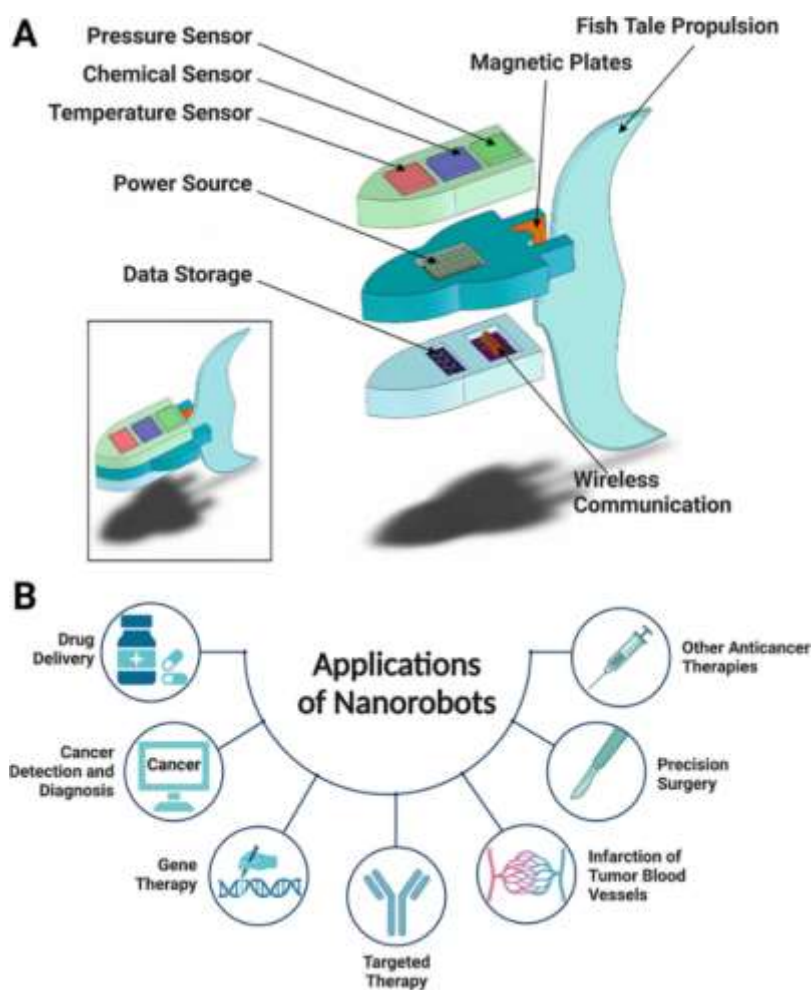 A
Pressure Sensor
Chemical Sensor
Temperature Sensor
Power Source
Data Storage
Fish Tale Propulsion
Magnetic Plates
Wireless
Communication
B
Applications
of Nanorobots
Drug
Delivery
Cancer
Detection and
Diagnosis
Cancer
Gene
Therapy
Targeted
Therapy
Infarction of
Tumor Blood
Vessels
Precision
Surgery
Other Anticancer
Therapies